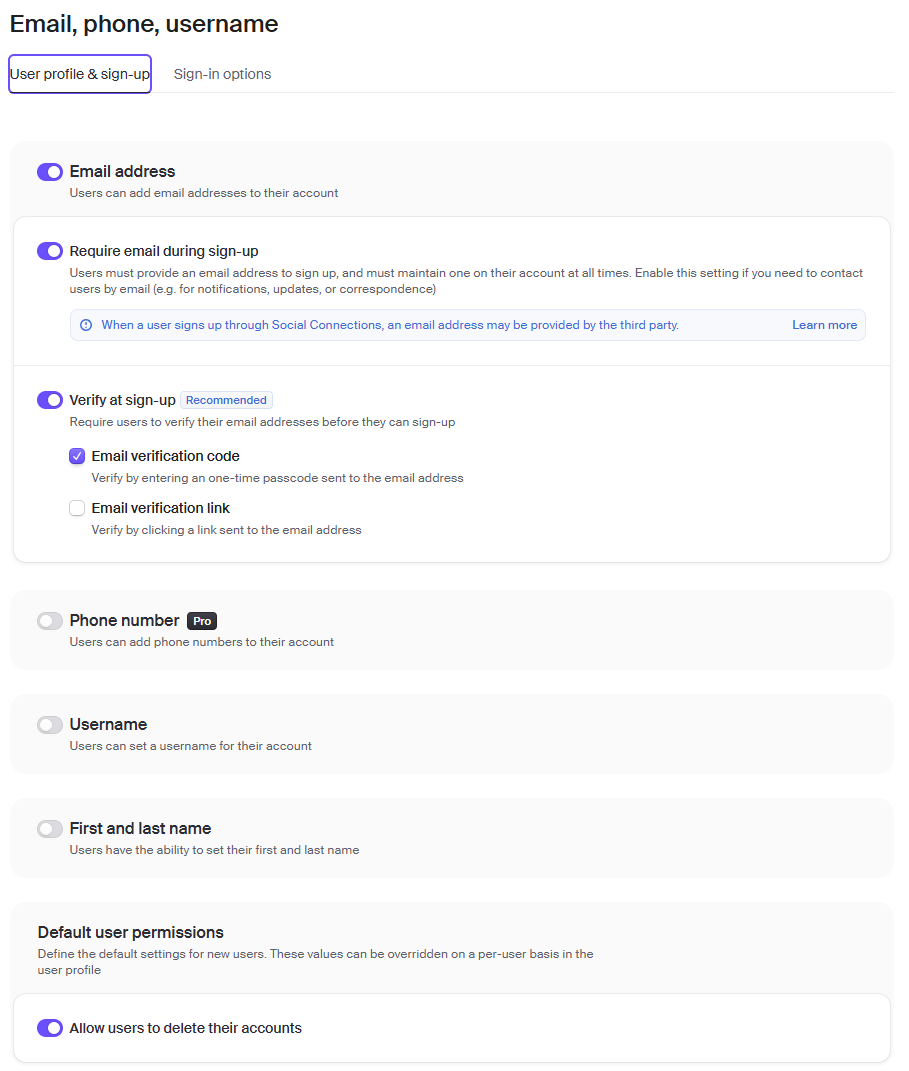 Email, phone, username
User profile & sign-up
Sign-in options
Email address
Users can add email addresses to their account
Require email during sign-up
Users must provide an email address to sign up, and must maintain one on their account at all times. Enable this setting if you need to contact
users by email (e.g. for notifications, updates, or correspondence)
When a user signs up through Social Connections, an email address may be provided by the third party.
Learn more
Verify at sign-up Recommended
Require users to verify their email addresses before they can sign-up
Email verification code
Verify by entering an one-time passcode sent to the email address
Email verification link
Verify by clicking a link sent to the email address
Phone number Pro
Users can add phone numbers to their account
Username
Users can set a username for their account
First and last name
Users have the ability to set their first and last name
Default user permissions
Define the default settings for new users. These values can be overridden on a per-user basis in the
user profile
Allow users to delete their accounts